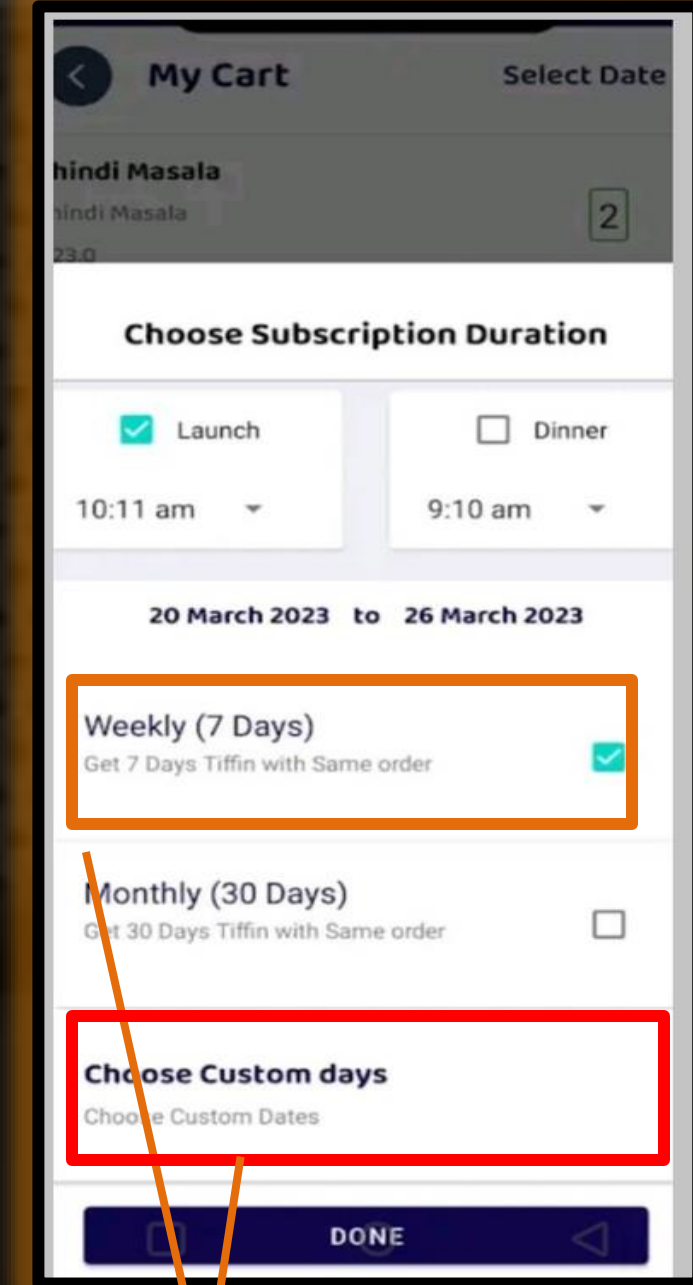 My Cart Select Date
hindi Masala
hindi Masala
2
23.0
Choose Subscription Duration
Launch Dinner
10:11 am 9:10 am
20 March 2023 to 26 March 2023
Weekly (7 Days)
Get 7 Days Tiffin with Same order
Monthly (30 Days)
Get 30 Days Tiffin with Same order
Choose Custom days
Choose Custom Dates
DONE